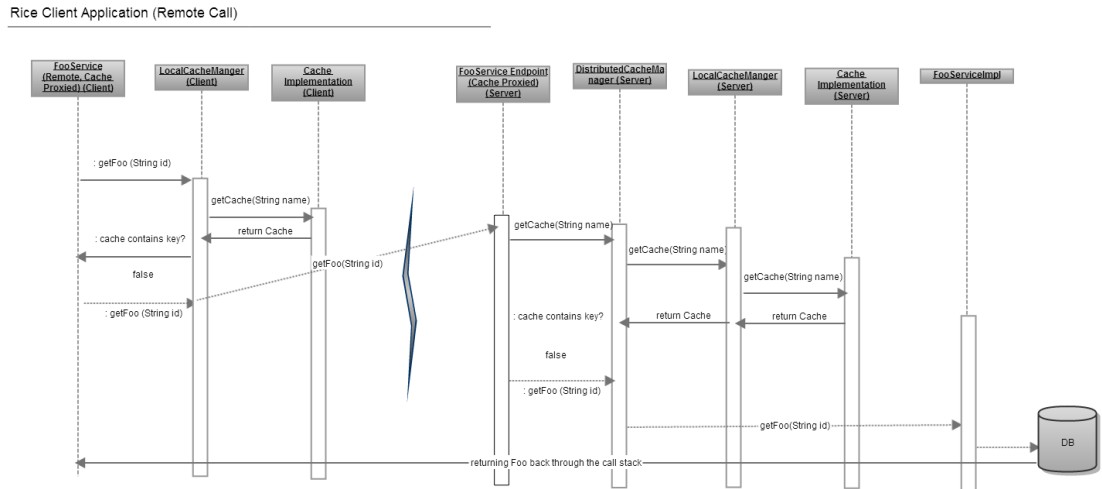 Rice Client Application (Remote Call)
FooService
(Remote, Cache
Proxied) (Client)
LocalCacheManger
(Client)
Cache
Implementation
(Client)
FooService Endpoint
(Cache Proxied)
(Server)
DistributedCacheMa
nager (Server)
LocalCacheManger
(Server)
Cache
Implementation
(Server)
FooServiceImpl
: getFoo (String id)
getCache(String name)
return Cache
: cache contains key?
false
: getFoo (String id)
getFoo(String id)
getCache(String name)
getCache(String name)
getCache(String name)
: cache contains key?
return Cache
return Cache
false
: getFoo (String id)
getFoo(String id)
DB
returning Foo back through the call stack